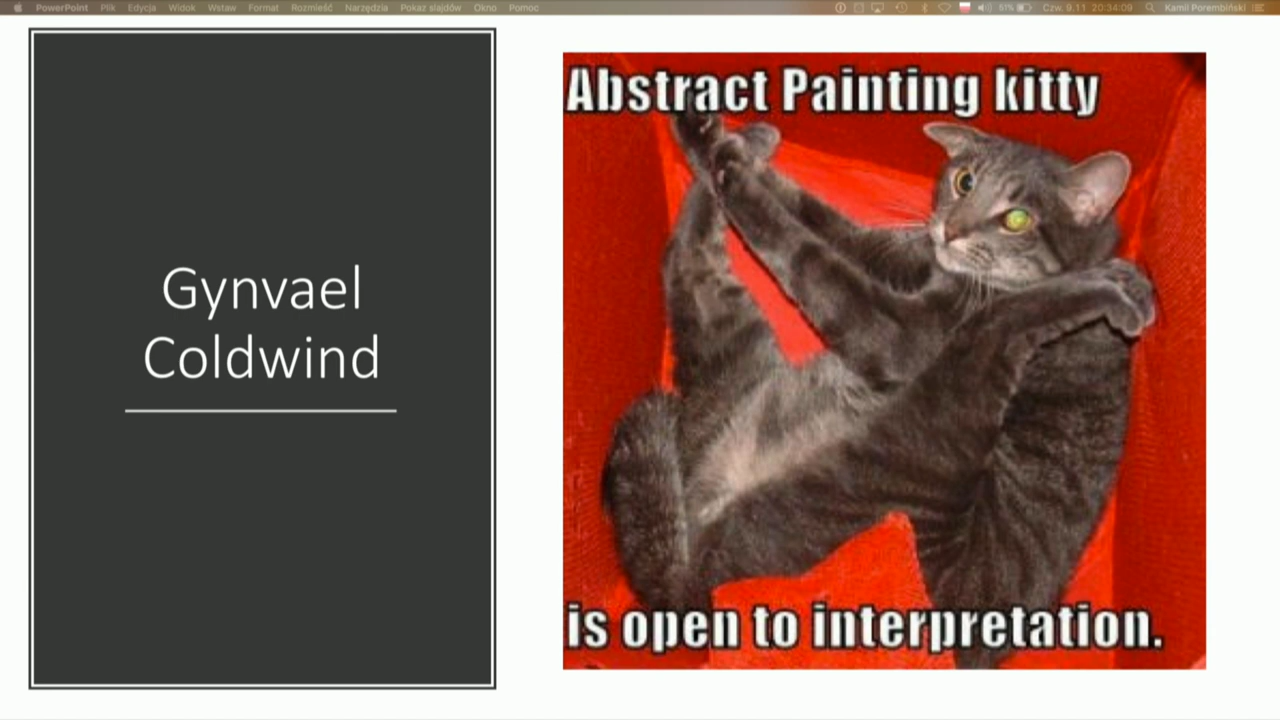 PowerPoint Plik Edycja Widok Wstaw Format Rozmieść Narzędzia Pokaz slajdów Okno Pomoc 51% Czw. 9.11 20:34:09 Kamil Porembiński
Gynvael
Coldwind
Abstract Painting kitty
is open to interpretation.